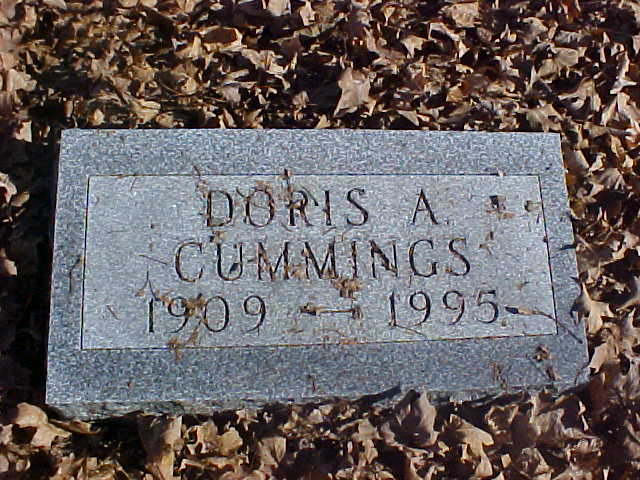 DORIS A.
CUMMINGS
1909 — 1995